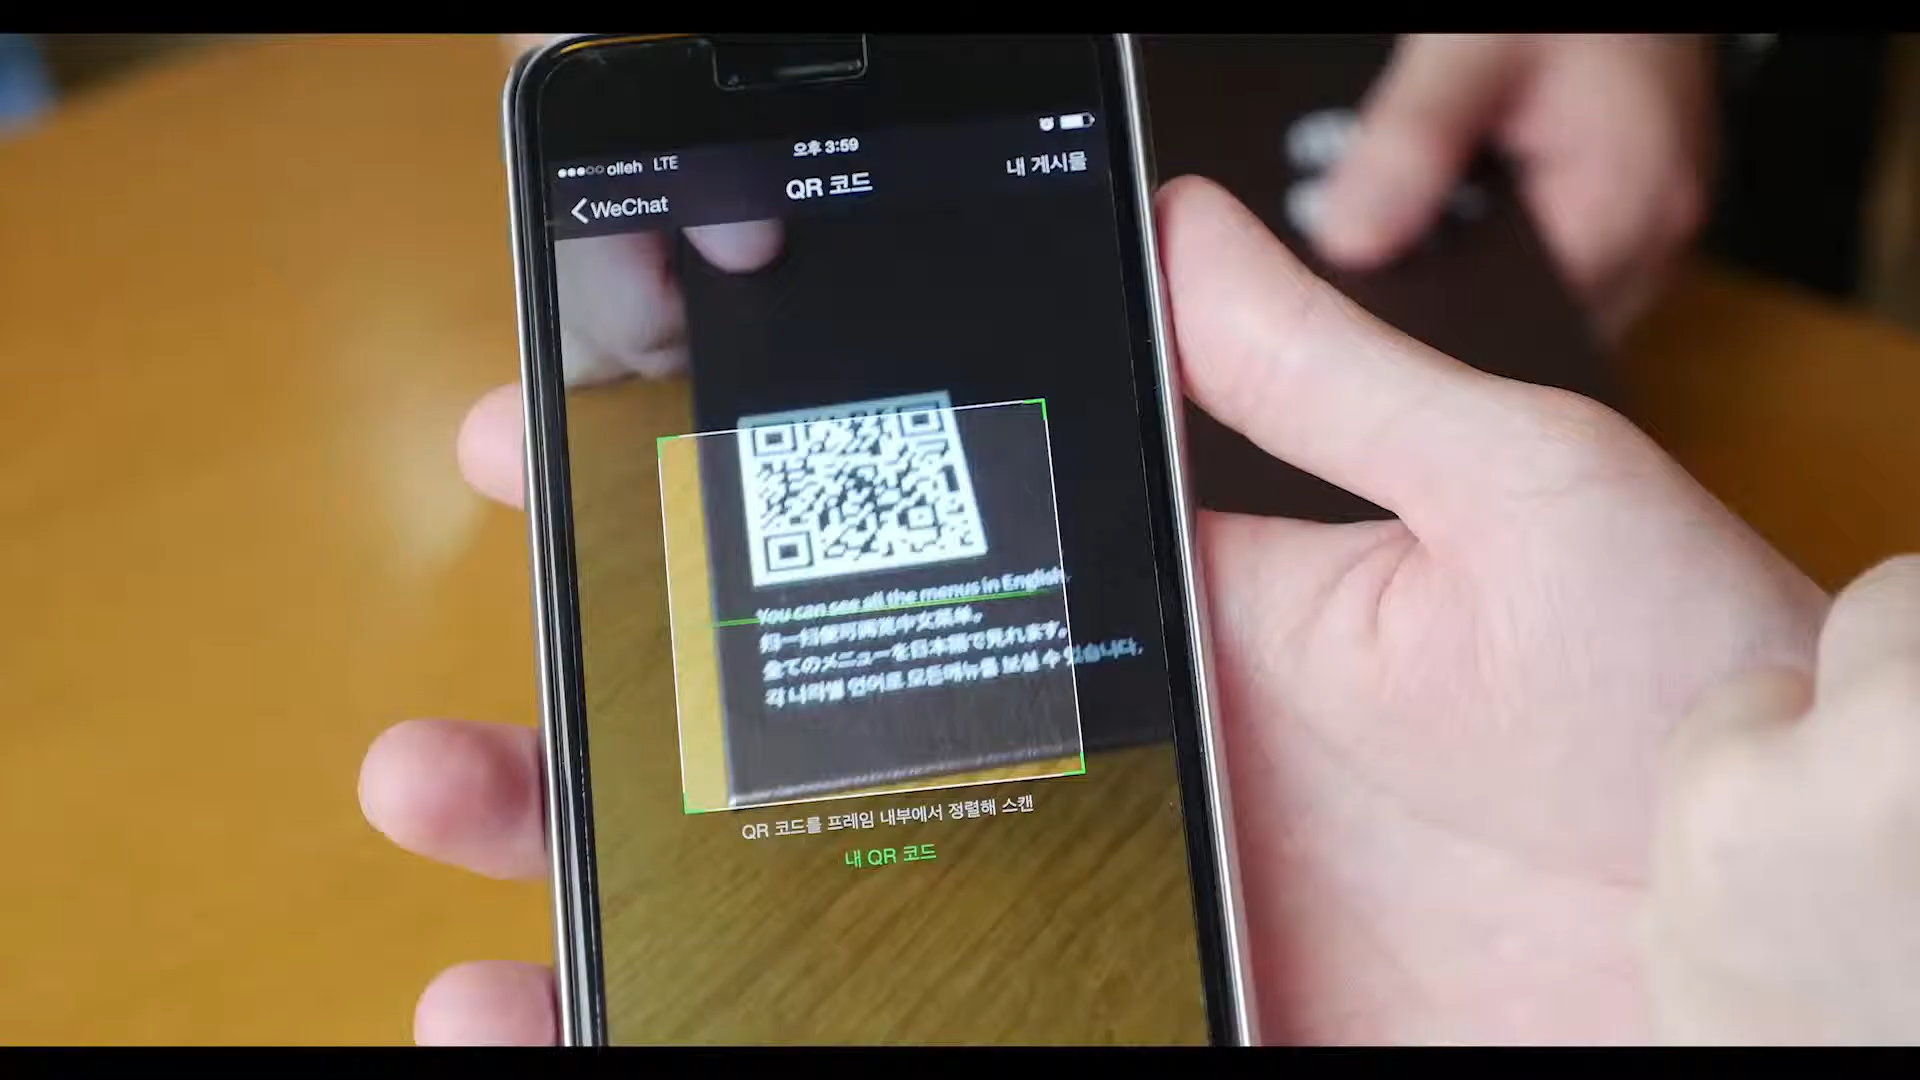 olleh LTE
오후 3:59
WeChat
QR 코드
내 게시물
You can see all the menus in English.
扫一扫便可阅览中文菜单。
全てのメニューを日本語で見れます。
각 나라별 언어로 모든메뉴를 보실 수 있습니다.
QR 코드를 프레임 내부에서 정렬해 스캔
내 QR 코드